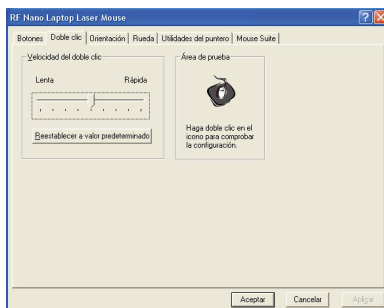 RF Nano Laptop Laser Mouse
Botones Doble clic Orientación Rueda Utilidades del puntero Mouse Suite
Velocidad del doble clic
Lenta Rápida
Reestablecer a valor predeterminado
Área de prueba
Haga doble clic en el
icono para comprobar
la configuración.
Aceptar Cancelar Apligar